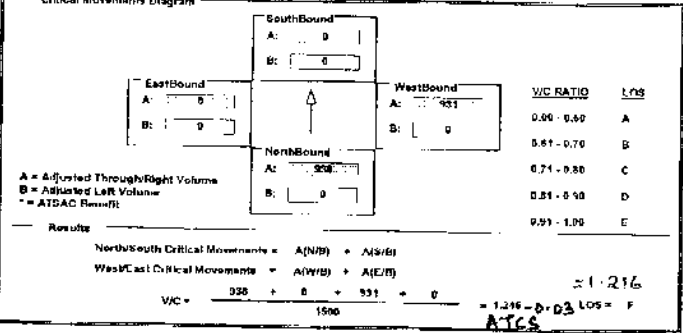 Critical Movements Diagram
SouthBound
A: 0
B: 0
EastBound
A: 0
B: 0
WestBound
A: 931
B: 0
NorthBound
A: 938
B: 0
V/C RATIO LOS
0.00 - 0.60 A
0.61 - 0.70 B
0.71 - 0.80 C
0.81 - 0.90 D
0.91 - 1.00 E
A = Adjusted Through/Right Volume
B = Adjusted Left Volume
* = ATSAC Benefit
Results
North/South Critical Movements = A(N/B) + A(S/B)
West/East Critical Movements = A(W/B) + A(E/B)
V/C = 938 + 0 + 931 + 0
1500
= 1.246 - 0.03 LOS = F
ATCS
= 1.216